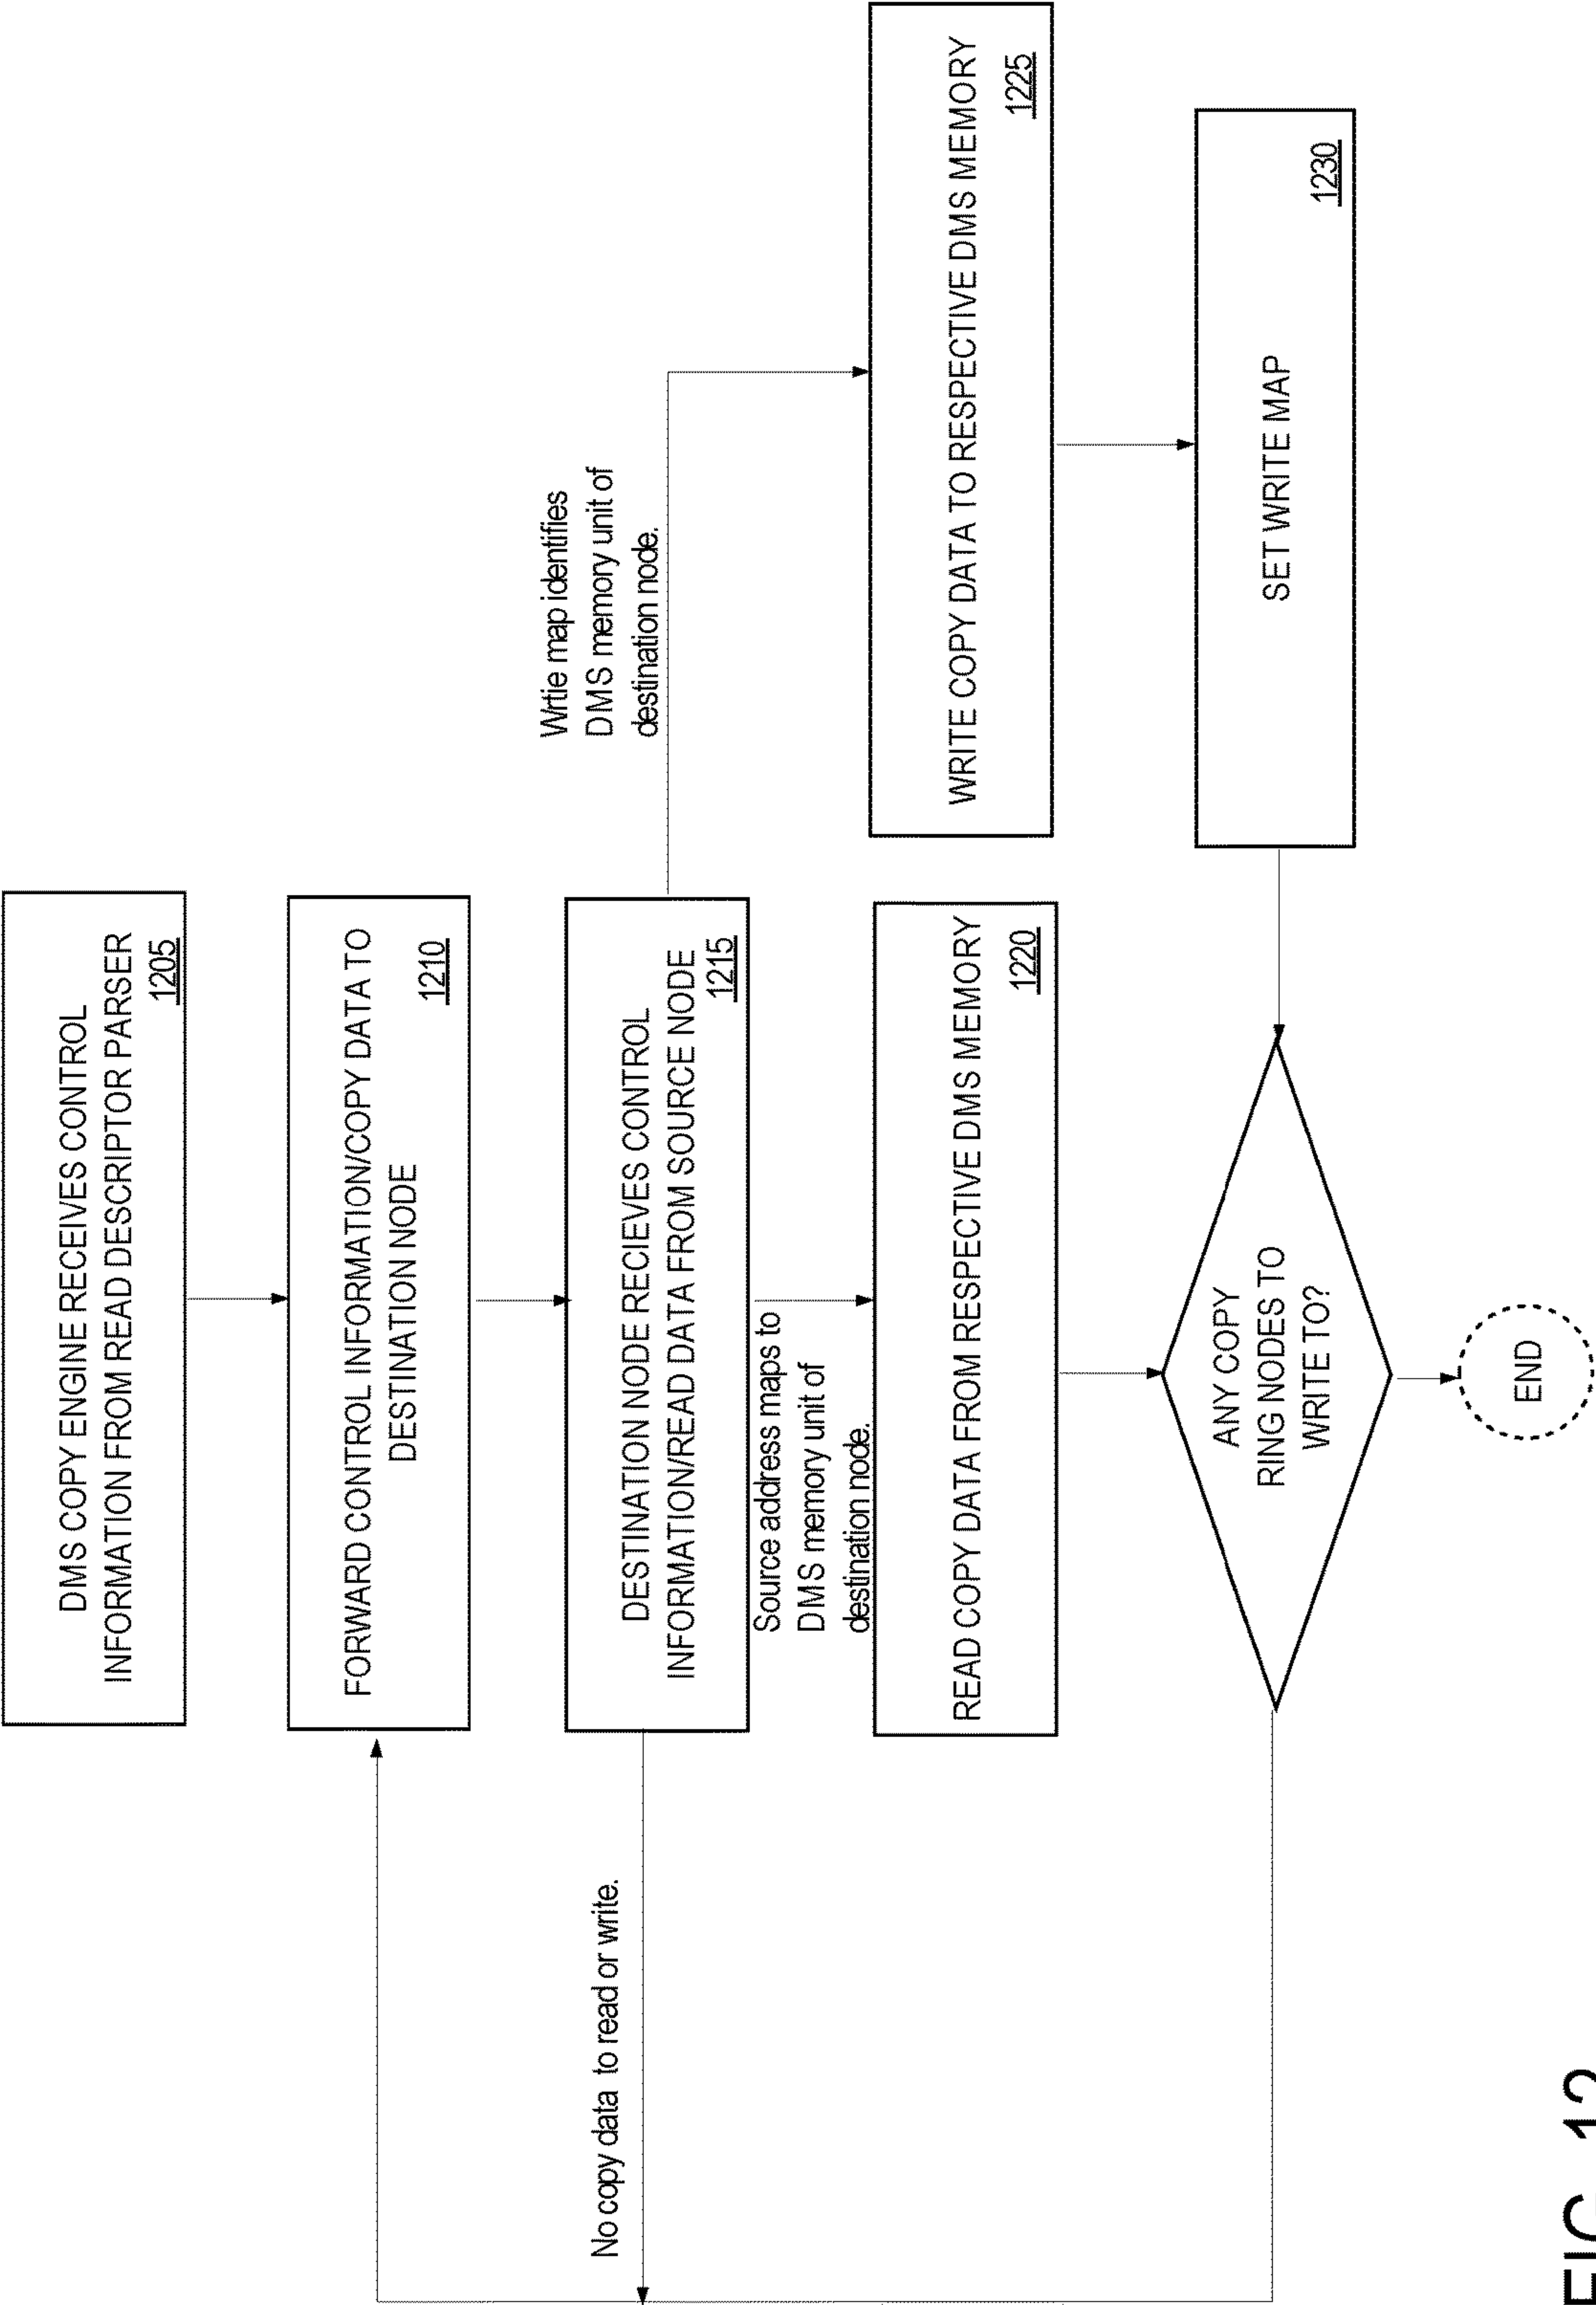 DMS COPY ENGINE RECEIVES CONTROL
INFORMATION FROM READ DESCRIPTOR PARSER
1205
FORWARD CONTROL INFORMATION/COPY DATA TO
DESTINATION NODE
1210
DESTINATION NODE RECIEVES CONTROL
INFORMATION/READ DATA FROM SOURCE NODE
1215
No copy data to read or write.
Wrtie map identifies
DMS memory unit of
destination node.
Source address maps to
DMS memory unit of
destination node.
READ COPY DATA FROM RESPECTIVE DMS MEMORY
1220
WRITE COPY DATA TO RESPECTIVE DMS MEMORY
1225
SET WRITE MAP
1230
ANY COPY
RING NODES TO
WRITE TO?
END
FIG. 12